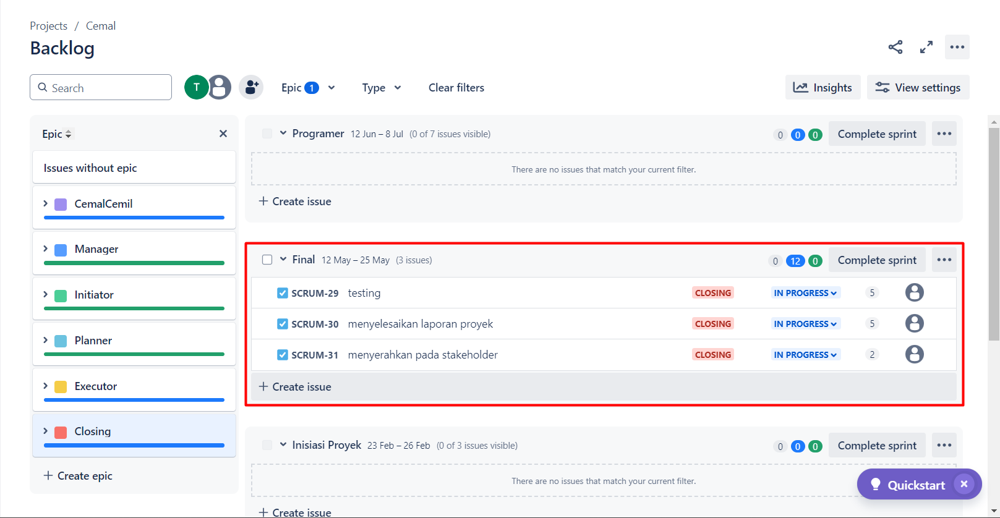 Projects / Cemal
Backlog
Search
T
Epic 1
Type
Clear filters
Insights
View settings
Epic
Issues without epic
CemalCemil
Manager
Initiator
Planner
Executor
Closing
+ Create epic
Programer 12 Jun – 8 Jul (0 of 7 issues visible) 0 0 0 Complete sprint
There are no issues that match your current filter.
+ Create issue
Final 12 May – 25 May (3 issues) 0 12 0 Complete sprint
SCRUM-29 testing CLOSING IN PROGRESS 5
SCRUM-30 menyelesaikan laporan proyek CLOSING IN PROGRESS 5
SCRUM-31 menyerahkan pada stakeholder CLOSING IN PROGRESS 2
+ Create issue
Inisiasi Proyek 23 Feb – 26 Feb (0 of 3 issues visible) 0 0 0 Complete sprint
There are no issues that match your current filter.
Quickstart
+ Create issue